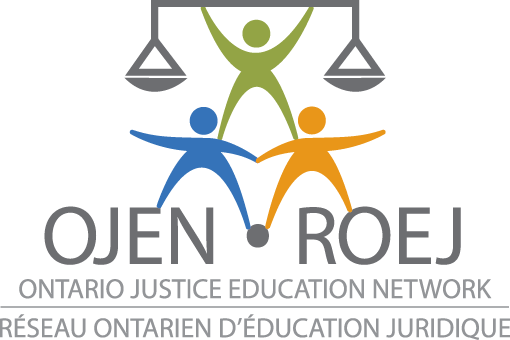 OJEN • ROEJ
ONTARIO JUSTICE EDUCATION NETWORK
RÉSEAU ONTARIEN D'ÉDUCATION JURIDIQUE